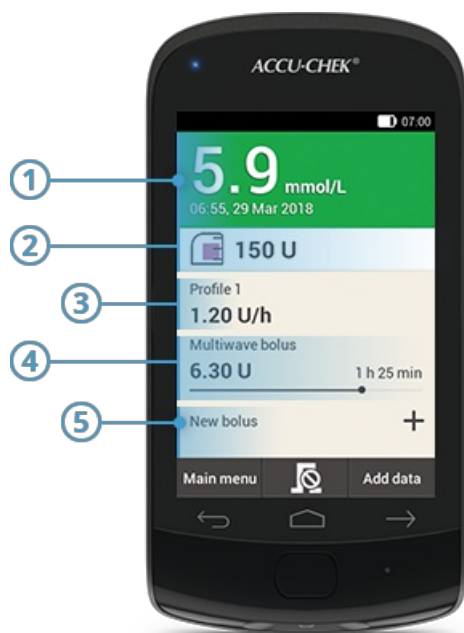 ACCU-CHEK®
07:00
1
5.9 mmol/L
06:55, 29 Mar 2018
2
150 U
Profile 1
3
1.20 U/h
Multiwave bolus
4
6.30 U 1 h 25 min
5
New bolus +
Main menu Add data